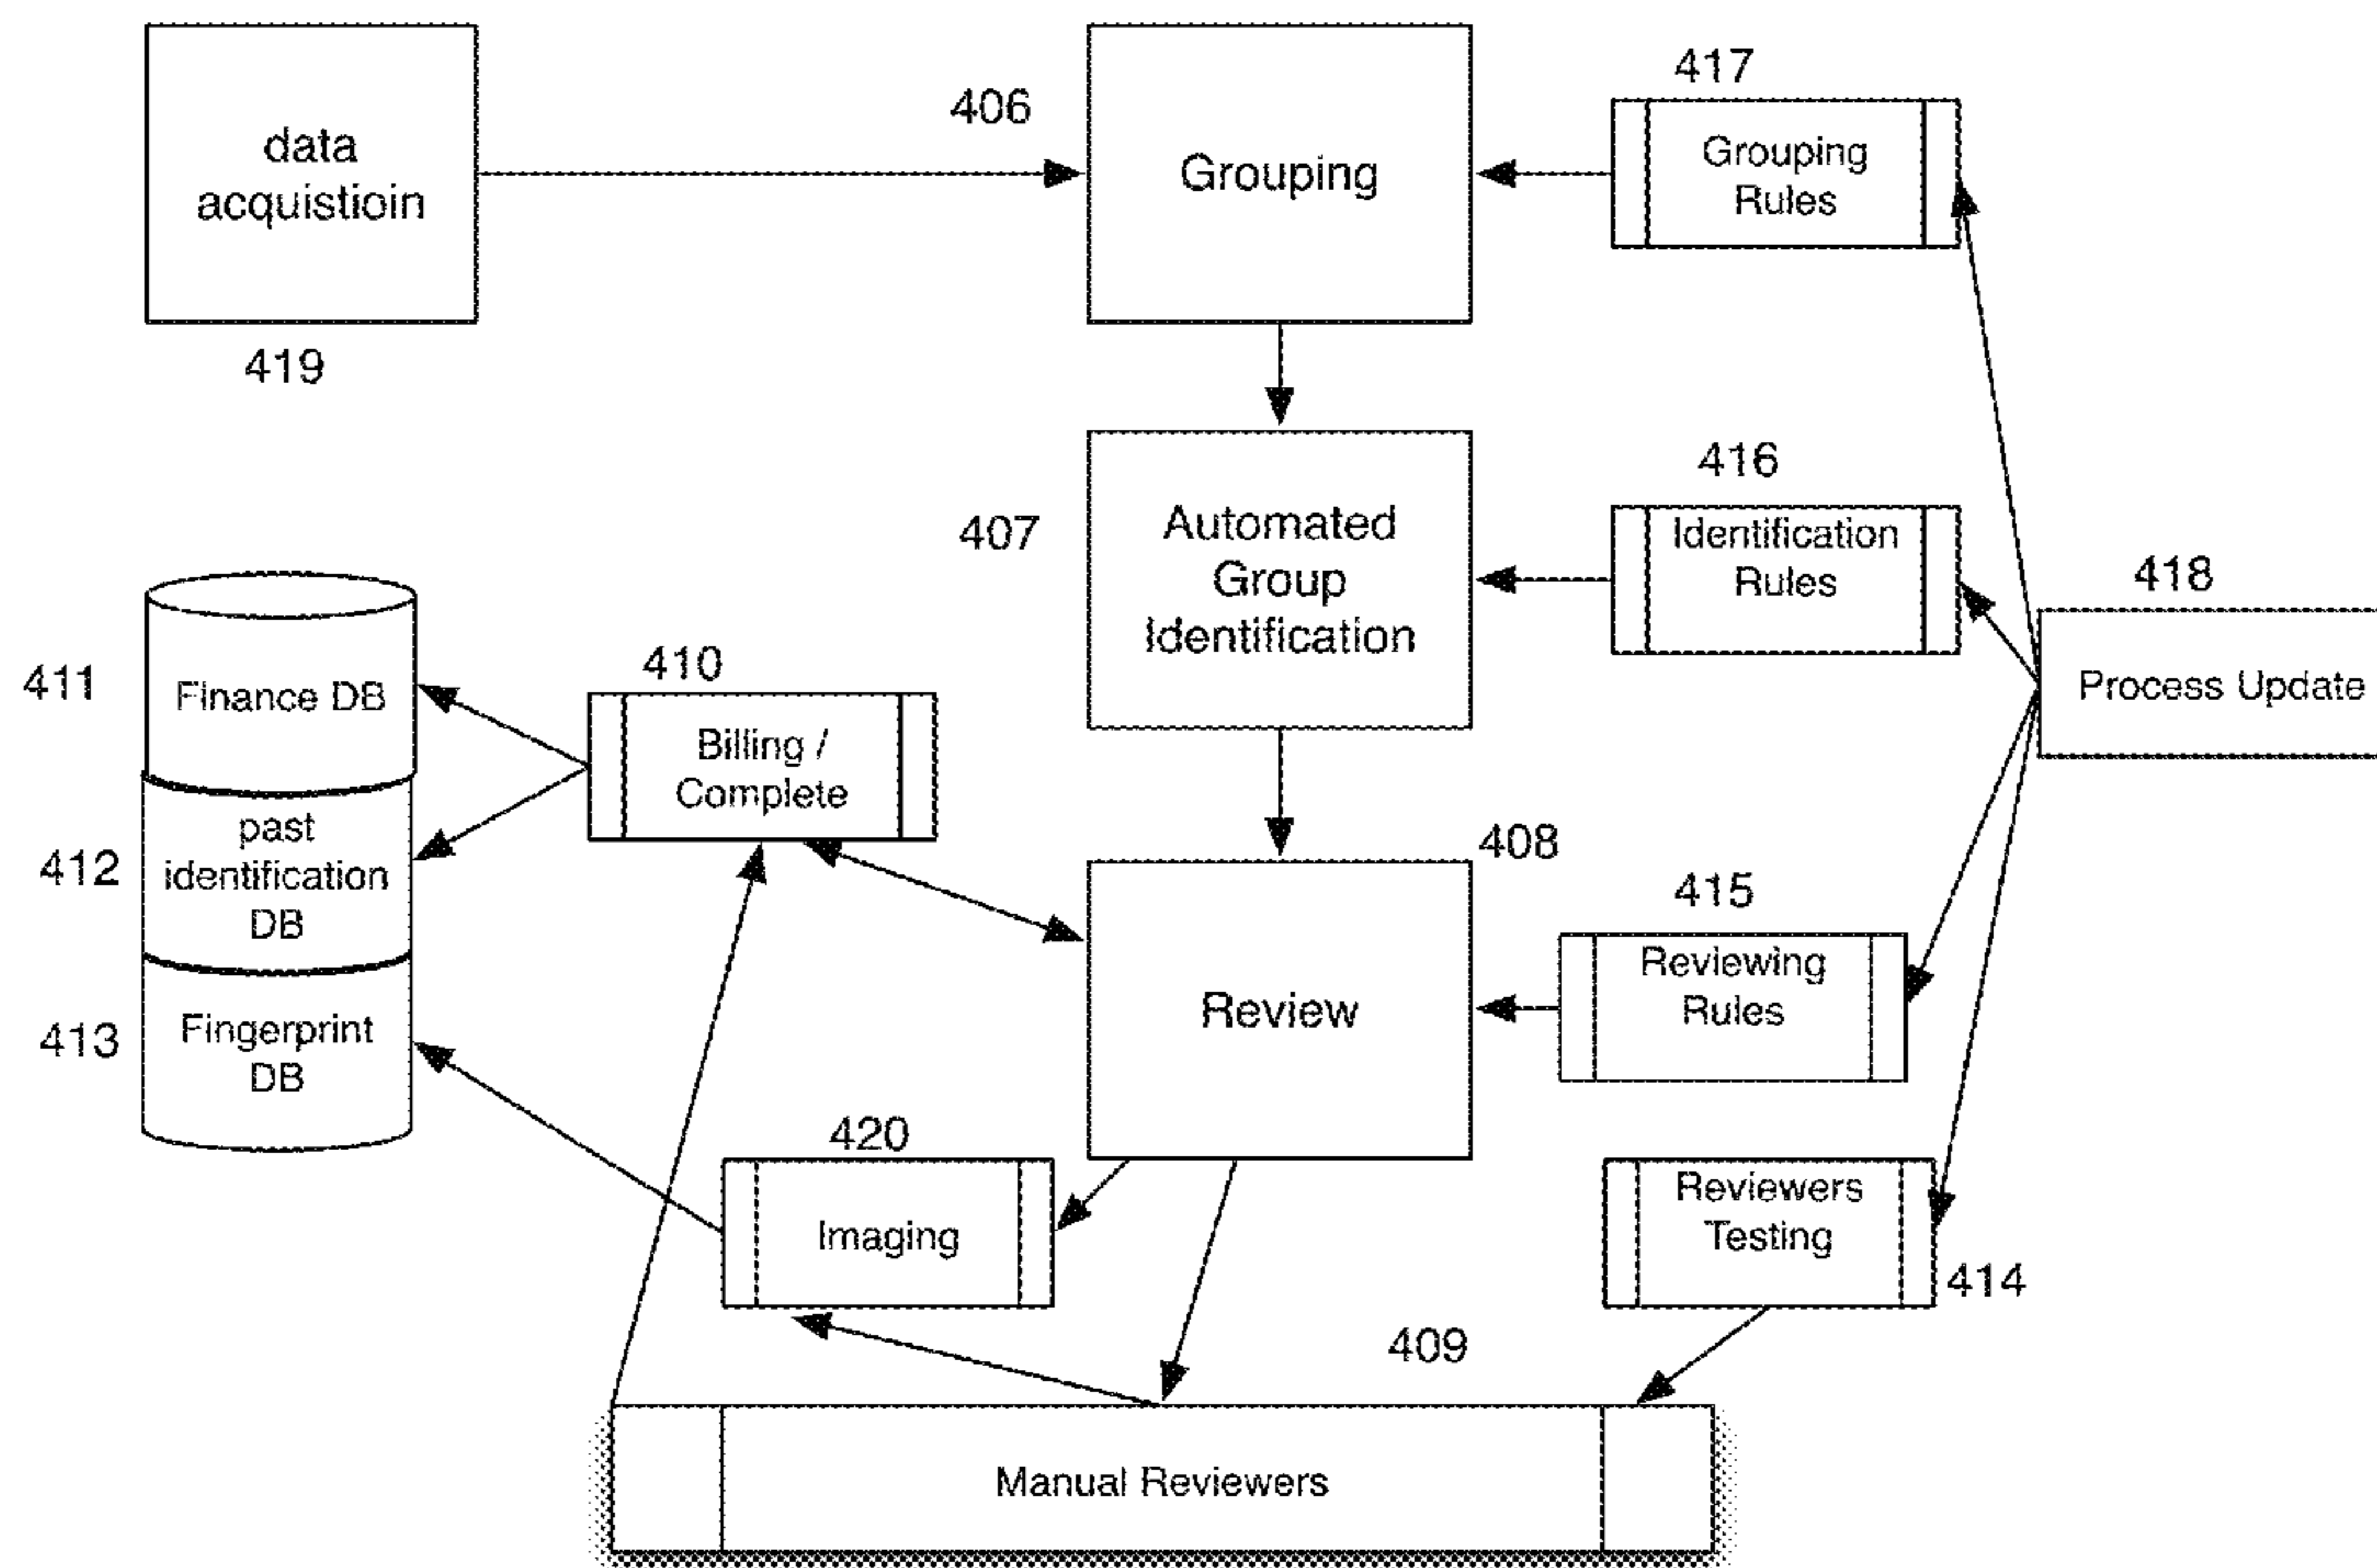 417
406
data
acquistioin
Grouping
Grouping
Rules
419
416
407
Automated
Group
Identification
Identification
Rules
418
Process Update
411
Finance DB
410
Billing /
Complete
412
past
identification
DB
408
415
Review
Reviewing
Rules
413
Fingerprint
DB
420
Imaging
Reviewers
Testing
414
409
Manual Reviewers